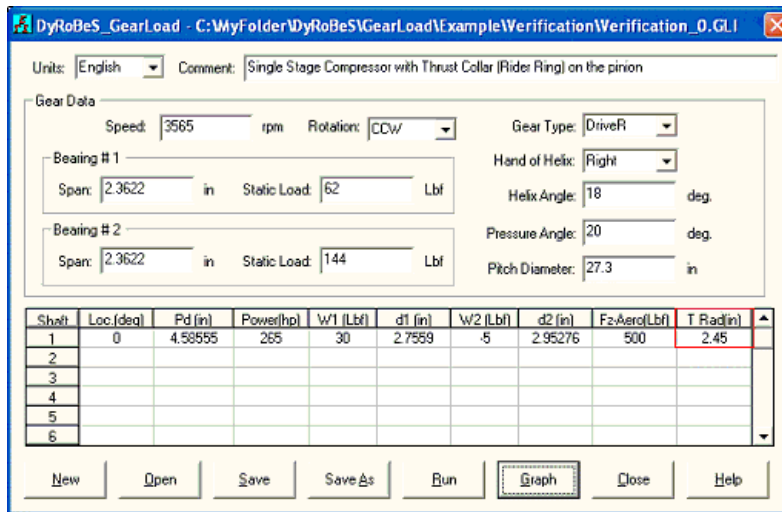 DyRoBeS_GearLoad - C:\MyFolder\DyRoBeS\GearLoad\Example\Verification\Verification_0.GLI
Units: English Comment: Single Stage Compressor with Thrust Collar (Rider Ring) on the pinion
Gear Data
Speed: 3565 rpm Rotation: CCW Gear Type: DriveR
Bearing # 1 Hand of Helix: Right
Span: 2.3622 in Static Load: 62 Lbf Helix Angle: 18 deg.
Bearing # 2 Pressure Angle: 20 deg.
Span: 2.3622 in Static Load: 144 Lbf Pitch Diameter: 27.3 in
Shaft Loc.(deg) Pd (in) Power(hp) W1 (Lbf) d1 (in) W2 (Lbf) d2 (in) Fz-Aero(Lbf) T Rad(in)
1 0 4.58555 265 30 2.7559 -5 2.95276 500 2.45
2
3
4
5
6
New Open Save Save As Run Graph Close Help